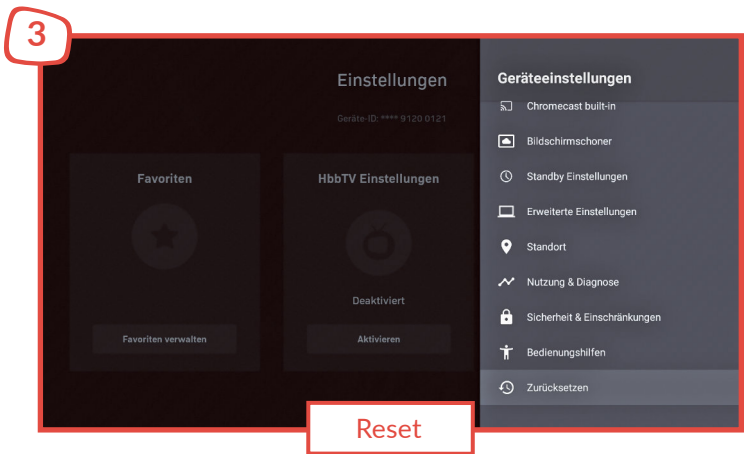 3
Einstellungen
Geräte-ID: **** 9120 0121
Favoriten
Favoriten verwalten
HbbTV Einstellungen
Deaktiviert
Aktivieren
Geräteeinstellungen
Chromecast built-in
Bildschirmschoner
Standby Einstellungen
Erweiterte Einstellungen
Standort
Nutzung & Diagnose
Sicherheit & Einschränkungen
Bedienungshilfen
Zurücksetzen
Reset